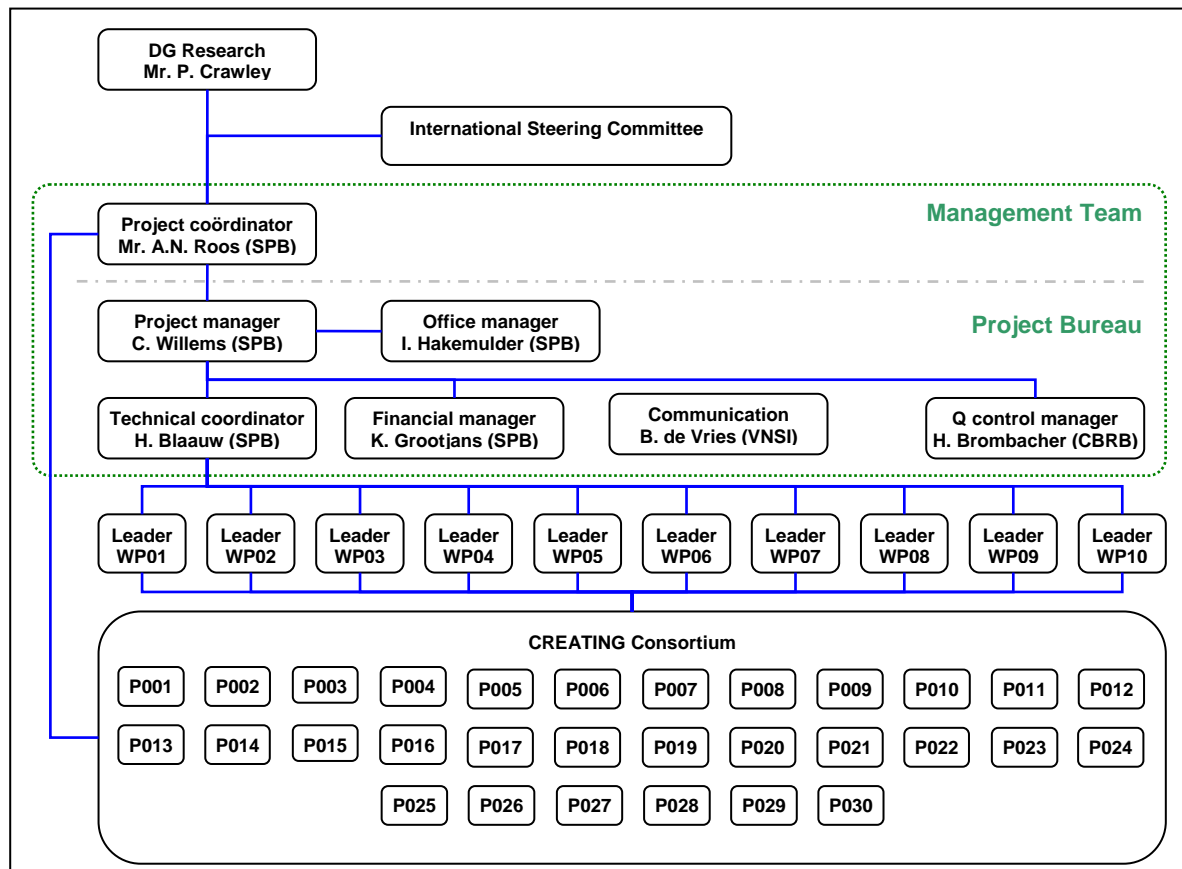 DG Research
Mr. P. Crawley
International Steering Committee
Management Team
Project coördinator
Mr. A.N. Roos (SPB)
Project manager
C. Willems (SPB)
Office manager
I. Hakemulder (SPB)
Project Bureau
Technical coordinator
H. Blaauw (SPB)
Financial manager
K. Grootjans (SPB)
Communication
B. de Vries (VNSI)
Q control manager
H. Brombacher (CBRB)
Leader
WP01
Leader
WP02
Leader
WP03
Leader
WP04
Leader
WP05
Leader
WP06
Leader
WP07
Leader
WP08
Leader
WP09
Leader
WP10
CREATING Consortium
P001 P002 P003 P004 P005 P006 P007 P008 P009 P010 P011 P012
P013 P014 P015 P016 P017 P018 P019 P020 P021 P022 P023 P024
P025 P026 P027 P028 P029 P030